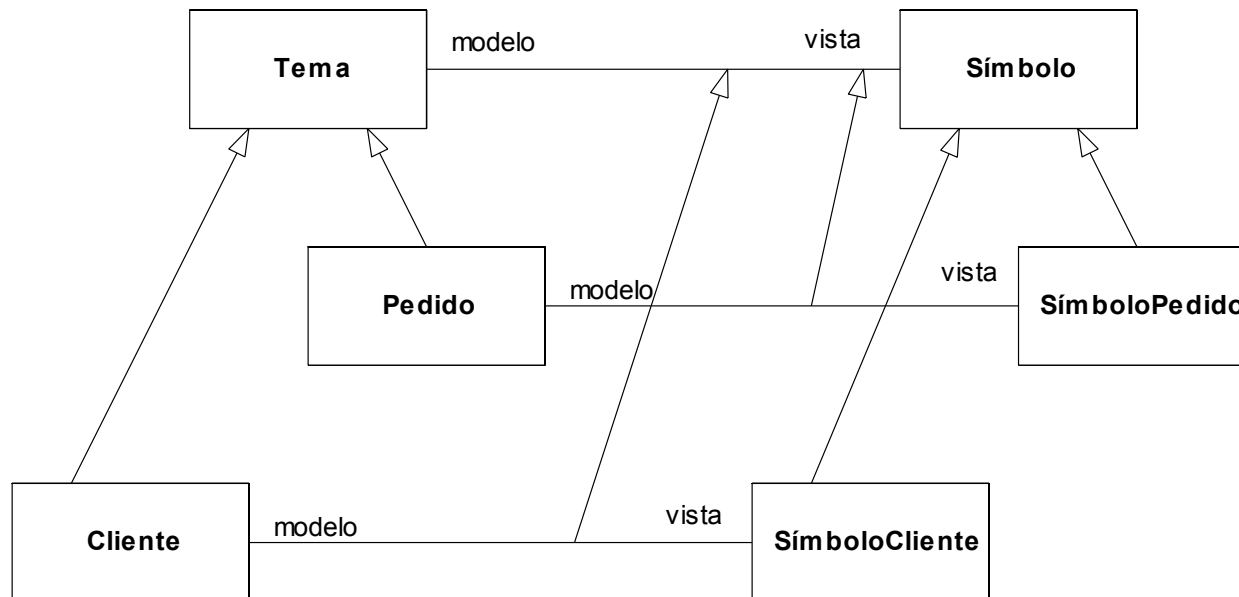 modelo
vista
Tema
Símbolo
modelo
vista
Pedido
SímboloPedido
modelo
vista
Cliente
SímboloCliente